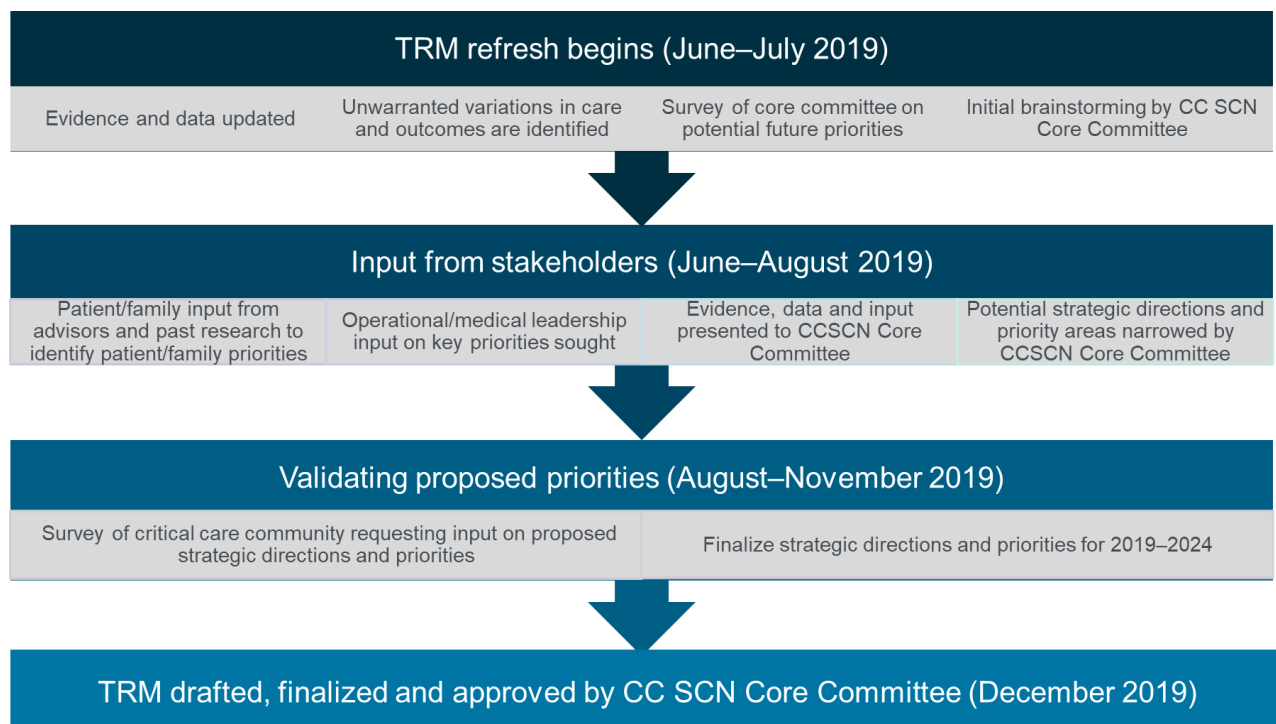 TRM refresh begins (June–July 2019)
Evidence and data updated
Unwarranted variations in care
and outcomes are identified
Survey of core committee on
potential future priorities
Initial brainstorming by CC SCN
Core Committee
Input from stakeholders (June–August 2019)
Patient/family input from
advisors and past research to
identify patient/family priorities
Operational/medical leadership
input on key priorities sought
Evidence, data and input
presented to CCSCN Core
Committee
Potential strategic directions and
priority areas narrowed by
CCSCN Core Committee
Validating proposed priorities (August–November 2019)
Survey of critical care community requesting input on proposed
strategic directions and priorities
Finalize strategic directions and priorities for 2019–2024
TRM drafted, finalized and approved by CC SCN Core Committee (December 2019)